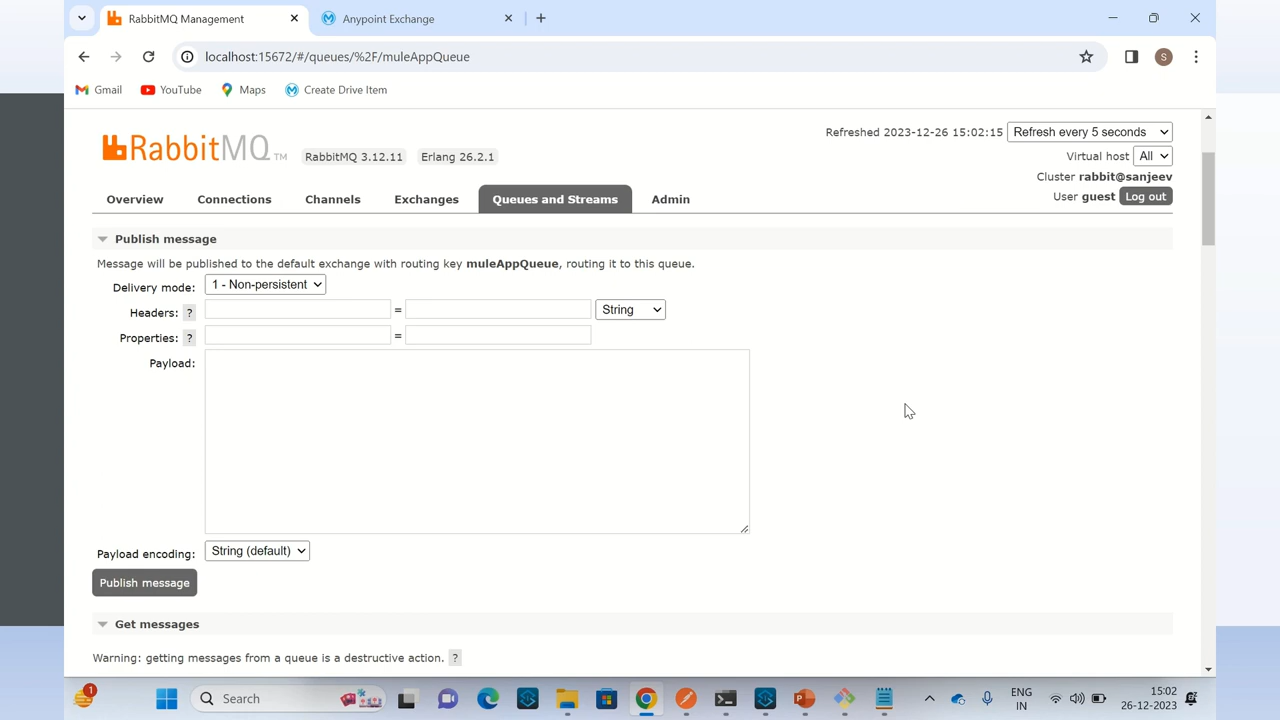 RabbitMQ Management
Anypoint Exchange
localhost:15672/#/queues/%2F/muleAppQueue
S
Gmail
YouTube
Maps
Create Drive Item
RabbitMQ TM
RabbitMQ 3.12.11
Erlang 26.2.1
Refreshed 2023-12-26 15:02:15
Refresh every 5 seconds
Virtual host All
Cluster rabbit@sanjeev
User guest Log out
Overview
Connections
Channels
Exchanges
Queues and Streams
Admin
Publish message
Message will be published to the default exchange with routing key muleAppQueue, routing it to this queue.
Delivery mode: 1 - Non-persistent
Headers: ? = String
Properties: ? =
Payload:
Payload encoding: String (default)
Publish message
Get messages
Warning: getting messages from a queue is a destructive action. ?
1
Search
ENG
IN
15:02
26-12-2023